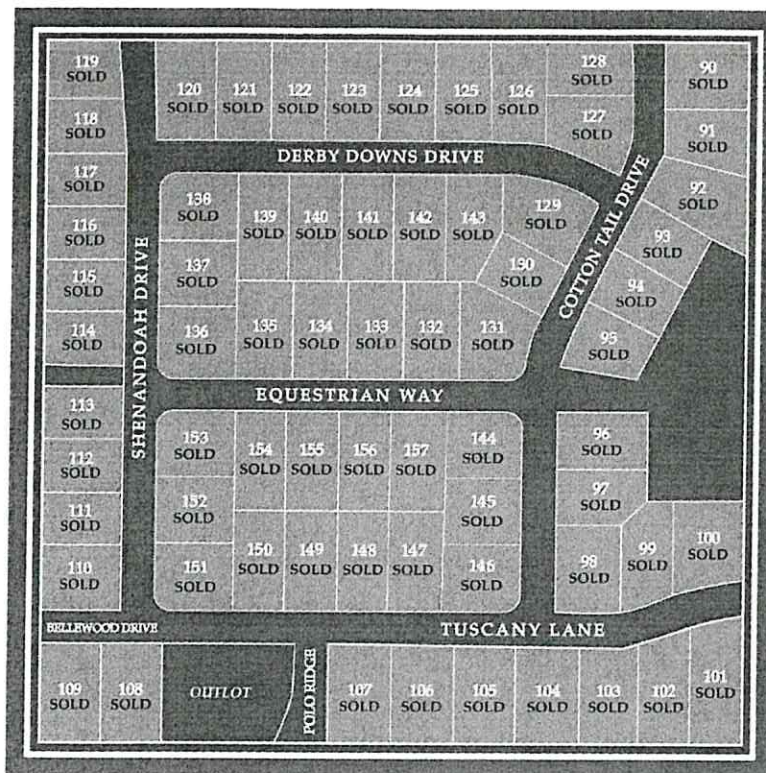 119
SOLD
118
SOLD
117
SOLD
116
SOLD
115
SOLD
114
SOLD
113
SOLD
112
SOLD
111
SOLD
110
SOLD
SHENANDOAH DRIVE
120
SOLD
121
SOLD
122
SOLD
123
SOLD
124
SOLD
125
SOLD
126
SOLD
128
SOLD
127
SOLD
90
SOLD
91
SOLD
92
SOLD
93
SOLD
94
SOLD
95
SOLD
DERBY DOWNS DRIVE
COTTON TAIL DRIVE
138
SOLD
137
SOLD
136
SOLD
139
SOLD
140
SOLD
141
SOLD
142
SOLD
143
SOLD
129
SOLD
130
SOLD
135
SOLD
134
SOLD
133
SOLD
132
SOLD
131
SOLD
EQUESTRIAN WAY
153
SOLD
152
SOLD
151
SOLD
154
SOLD
155
SOLD
156
SOLD
157
SOLD
144
SOLD
145
SOLD
146
SOLD
150
SOLD
149
SOLD
148
SOLD
147
SOLD
96
SOLD
97
SOLD
98
SOLD
99
SOLD
100
SOLD
BELLEWOOD DRIVE
TUSCANY LANE
109
SOLD
108
SOLD
OUTLOT
POLO RIDGE
107
SOLD
106
SOLD
105
SOLD
104
SOLD
103
SOLD
102
SOLD
101
SOLD